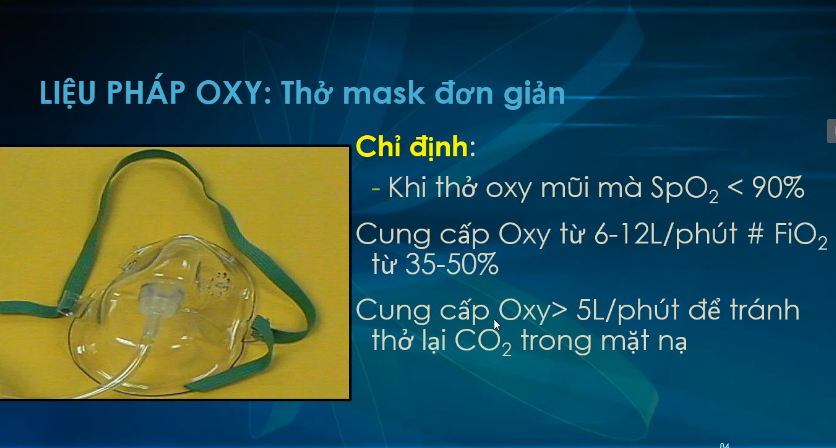 LIỆU PHÁP OXY: Thở mask đơn giản
Chỉ định:
- Khi thở oxy mũi mà SpO₂ < 90%
Cung cấp Oxy từ 6-12L/phút # FiO₂
từ 35-50%
Cung cấp Oxy> 5L/phút để tránh
thở lại CO₂ trong mặt nạ